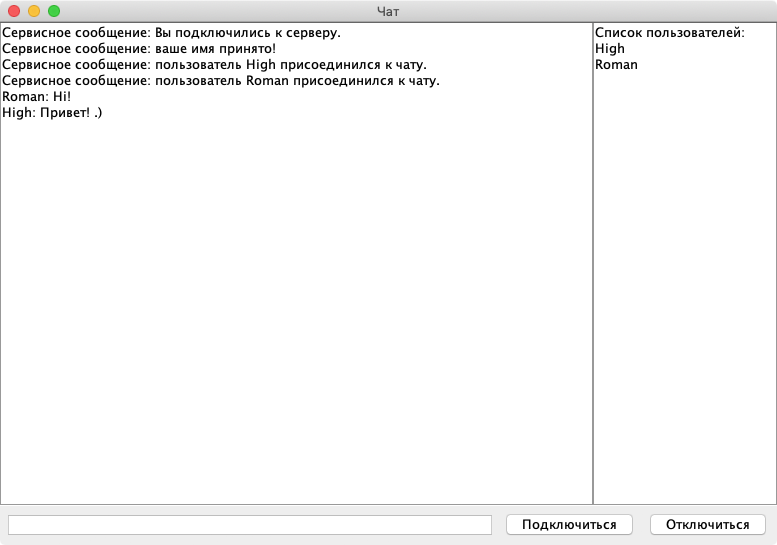 Чат
Сервисное сообщение: Вы подключились к серверу.
Сервисное сообщение: ваше имя принято!
Сервисное сообщение: пользователь High присоединился к чату.
Сервисное сообщение: пользователь Roman присоединился к чату.
Roman: Hi!
High: Привет! .)
Список пользователей:
High
Roman
Подключиться
Отключиться